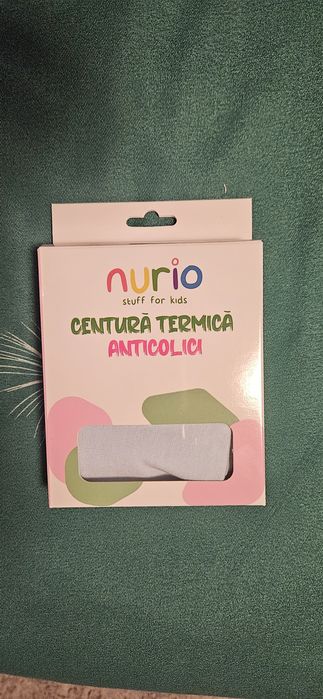 nurio
stuff for kids
CENTURĂ TERMICĂ
ANTICOLICI